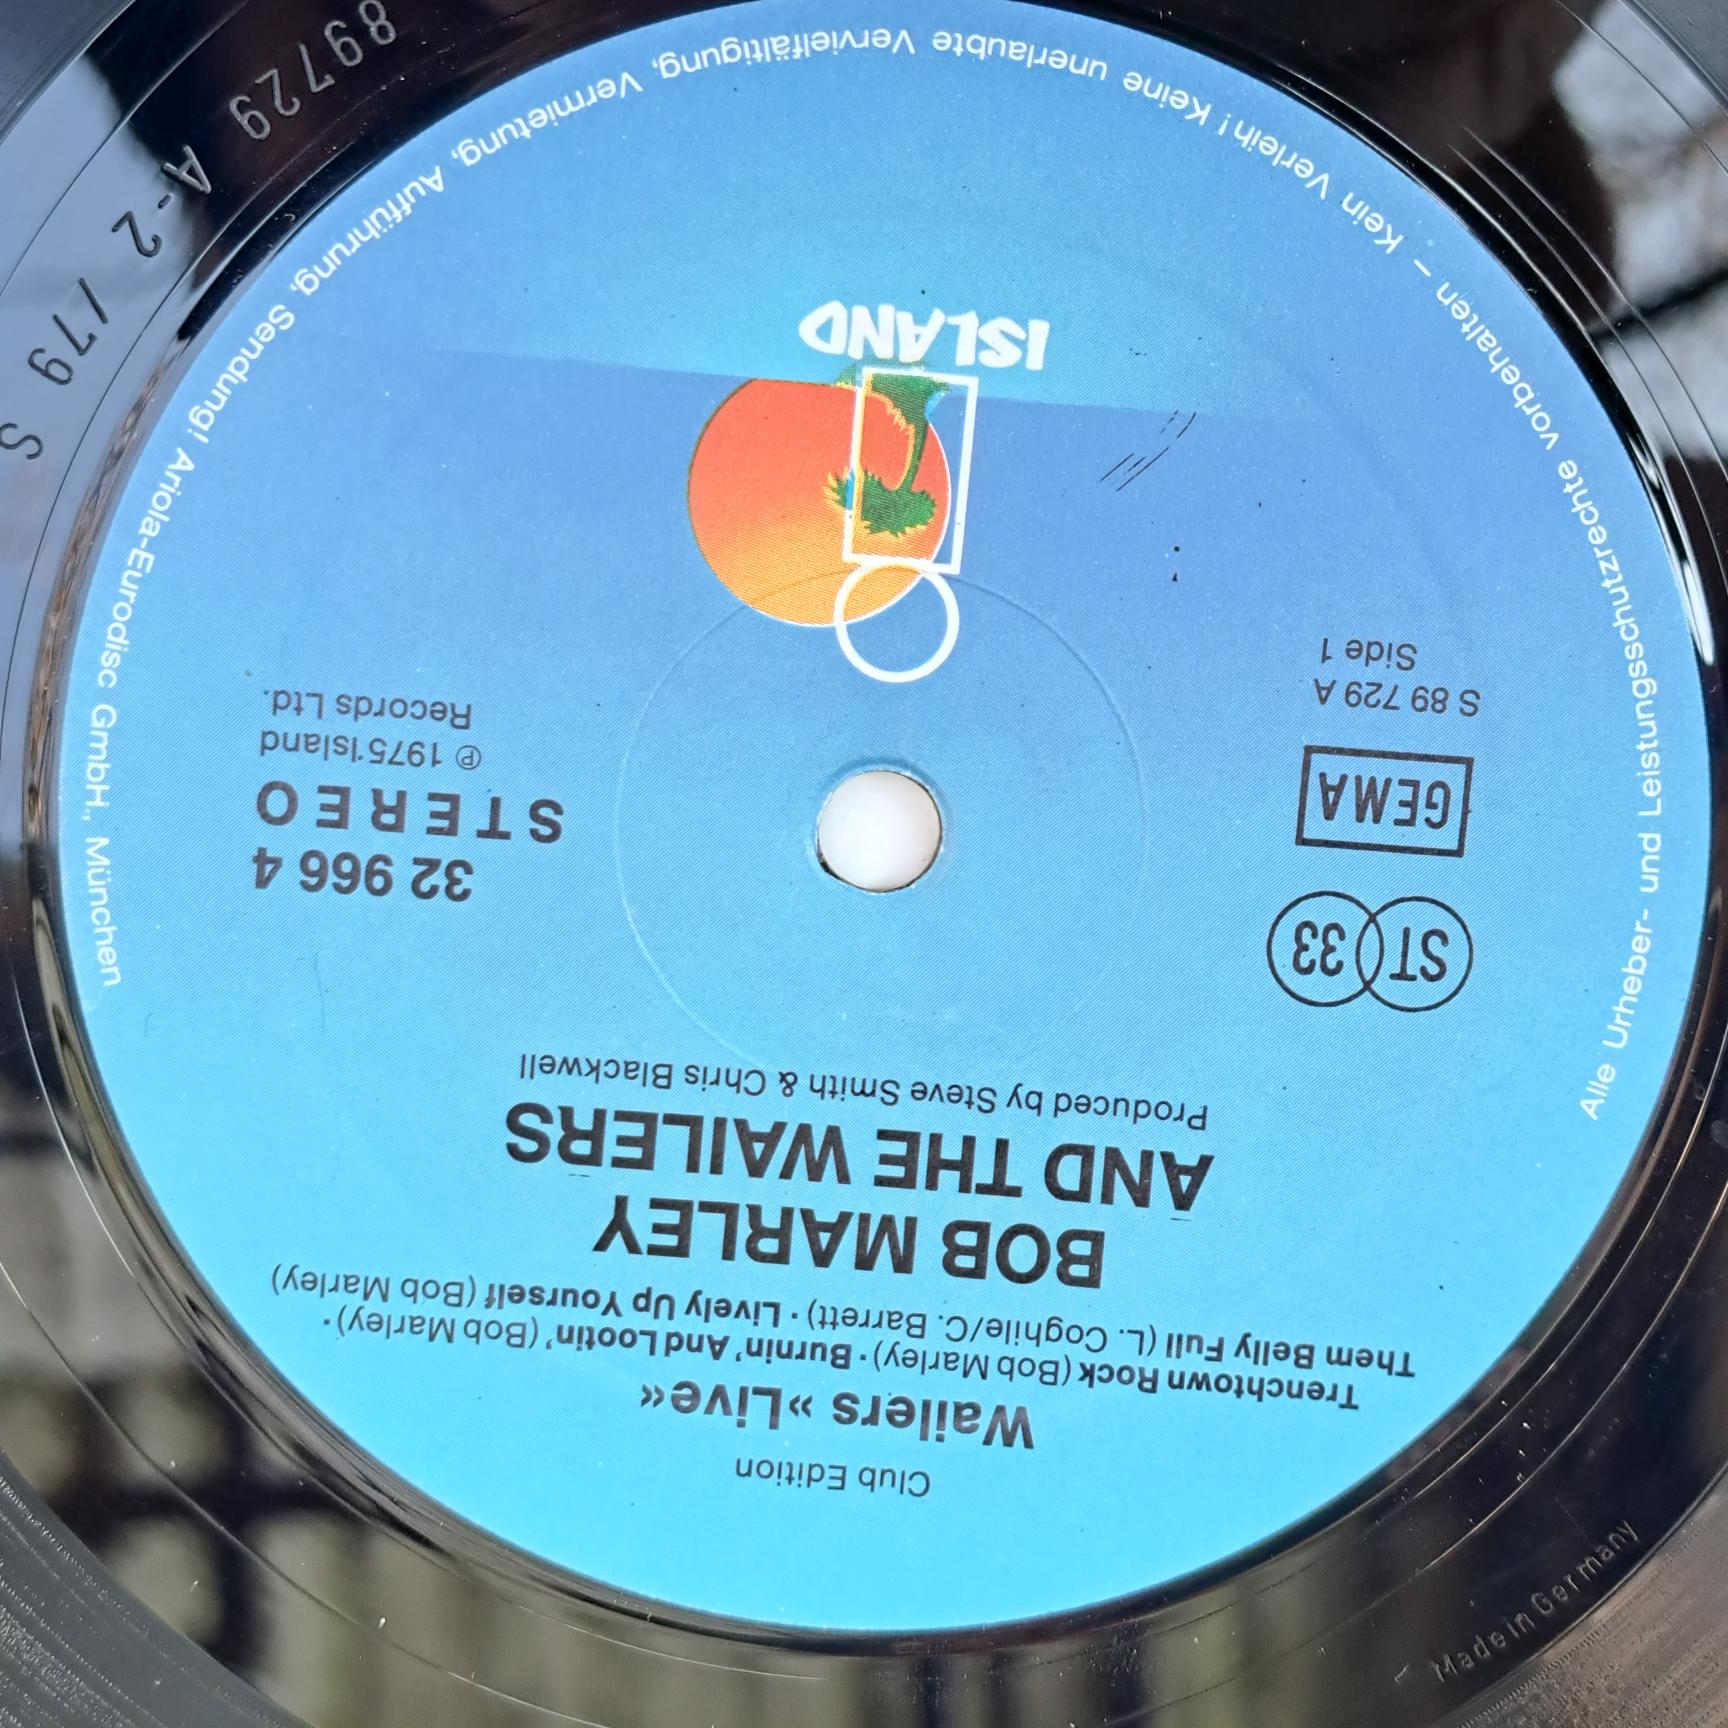 ISLAND
Side 1
S 89 729 A
GEMA
ST 33
℗ 1975 Island
Records Ltd.
STEREO
32 966 4
Produced by Steve Smith & Chris Blackwell
AND THE WAILERS
BOB MARLEY
Them Belly Full (L. Coghile/C. Barrett) · Lively Up Yourself (Bob Marley)
Trenchtown Rock (Bob Marley) · Burnin' And Lootin' (Bob Marley) ·
Wailers »Live«
Club Edition
Alle Urheber- und Leistungsschutzrechte vorbehalten – Kein Verleih! Keine unerlaubte Vervielfältigung, Vermietung, Aufführung, Sendung! Ariola-Eurodisc GmbH, München
89729 A-2 /79 S
Made in Germany